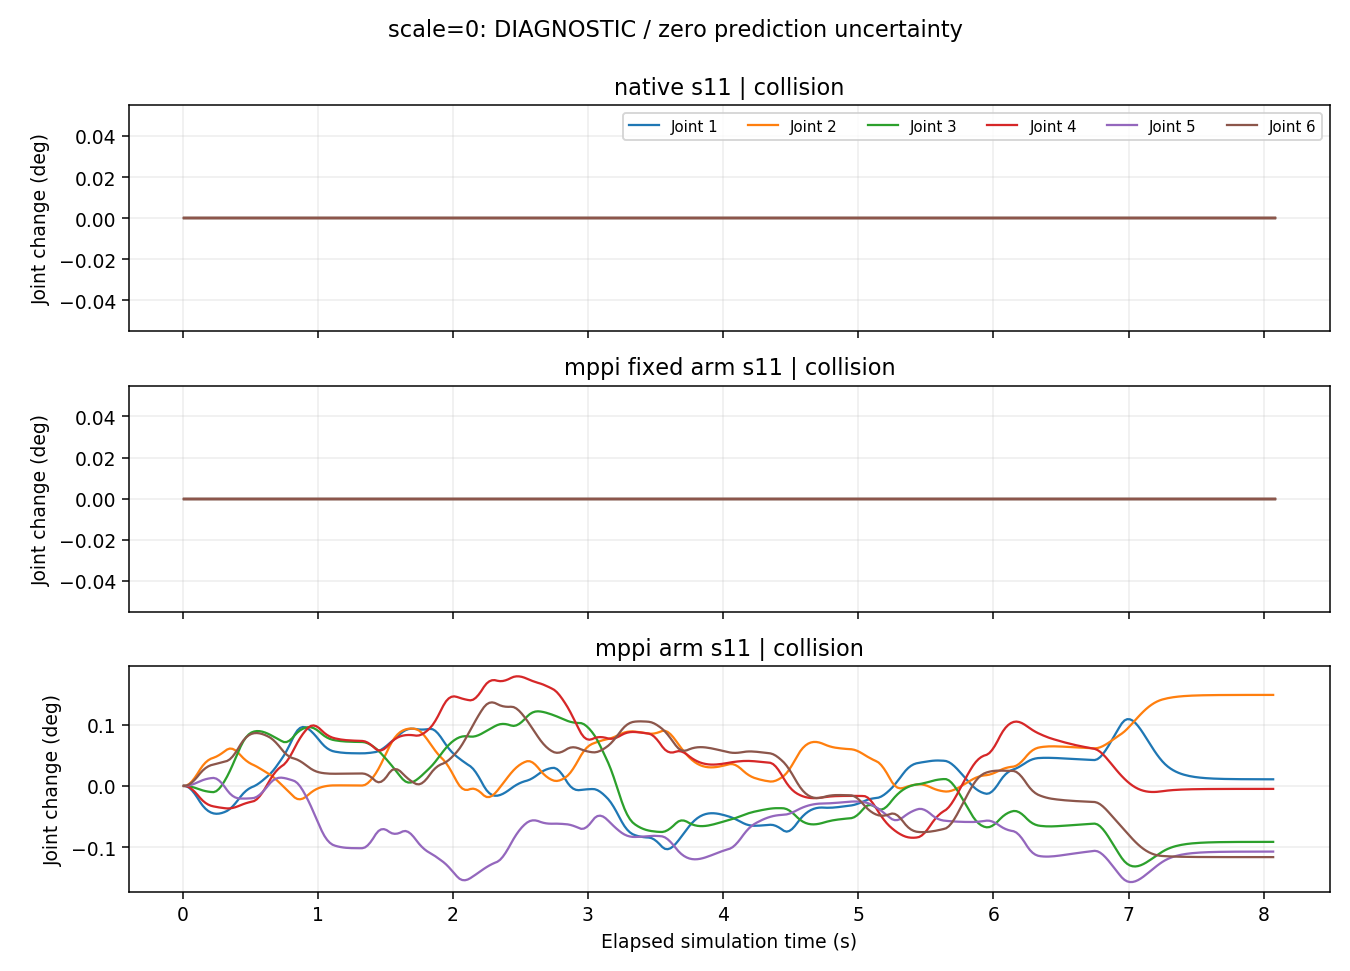 scale=0: DIAGNOSTIC / zero prediction uncertainty
native s11 | collision
Joint 1 Joint 2 Joint 3 Joint 4 Joint 5 Joint 6
Joint change (deg)
0.04
0.02
0.00
−0.02
−0.04
mppi fixed arm s11 | collision
Joint change (deg)
0.04
0.02
0.00
−0.02
−0.04
mppi arm s11 | collision
Joint change (deg)
0.1
0.0
−0.1
0 1 2 3 4 5 6 7 8
Elapsed simulation time (s)